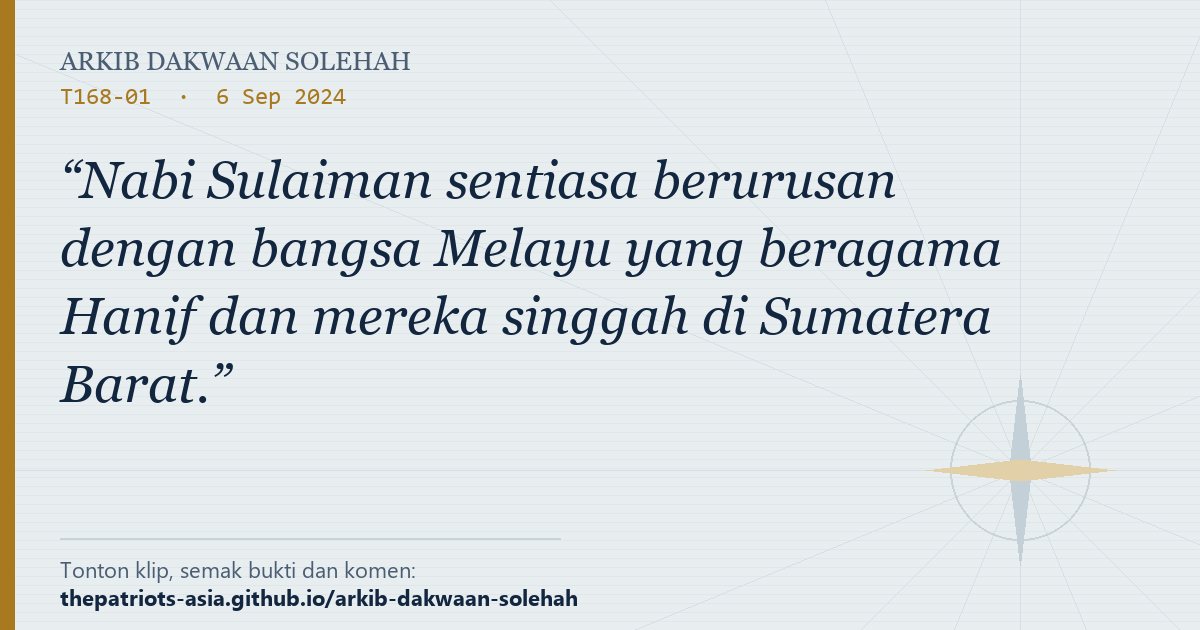 ARKIB DAKWAAN SOLEHAH
T168-01 · 6 Sep 2024
“Nabi Sulaiman sentiasa berurusan
dengan bangsa Melayu yang beragama
Hanif dan mereka singgah di Sumatera
Barat.”
Tonton klip, semak bukti dan komen:
thepatriots-asia.github.io/arkib-dakwaan-solehah